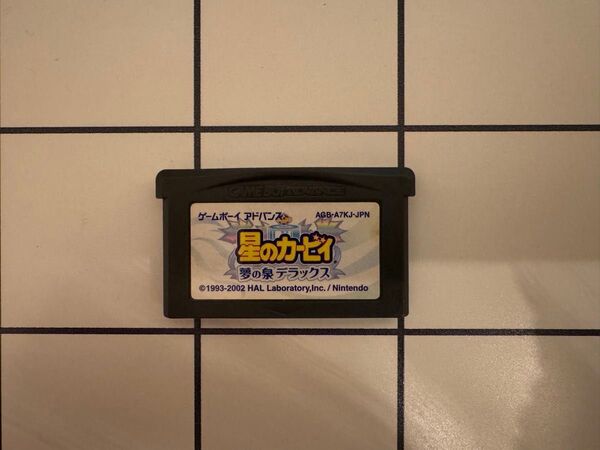 GAME BOY ADVANCE
ゲームボーイ アドバンス AGB-A7KJ-JPN
星のカービィ
夢の泉デラックス
©1993-2002 HAL Laboratory,Inc./Nintendo